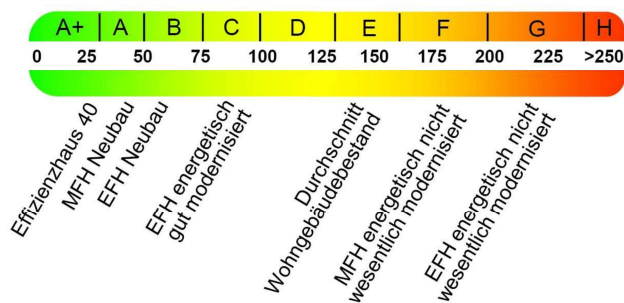 A+ A B C D E F G H
0 25 50 75 100 125 150 175 200 225 >250
Effizienzhaus 40
MFH Neubau
EFH Neubau
EFH energetisch
gut modernisiert
Durchschnitt
Wohngebäudebestand
MFH energetisch nicht
wesentlich modernisiert
EFH energetisch nicht
wesentlich modernisiert